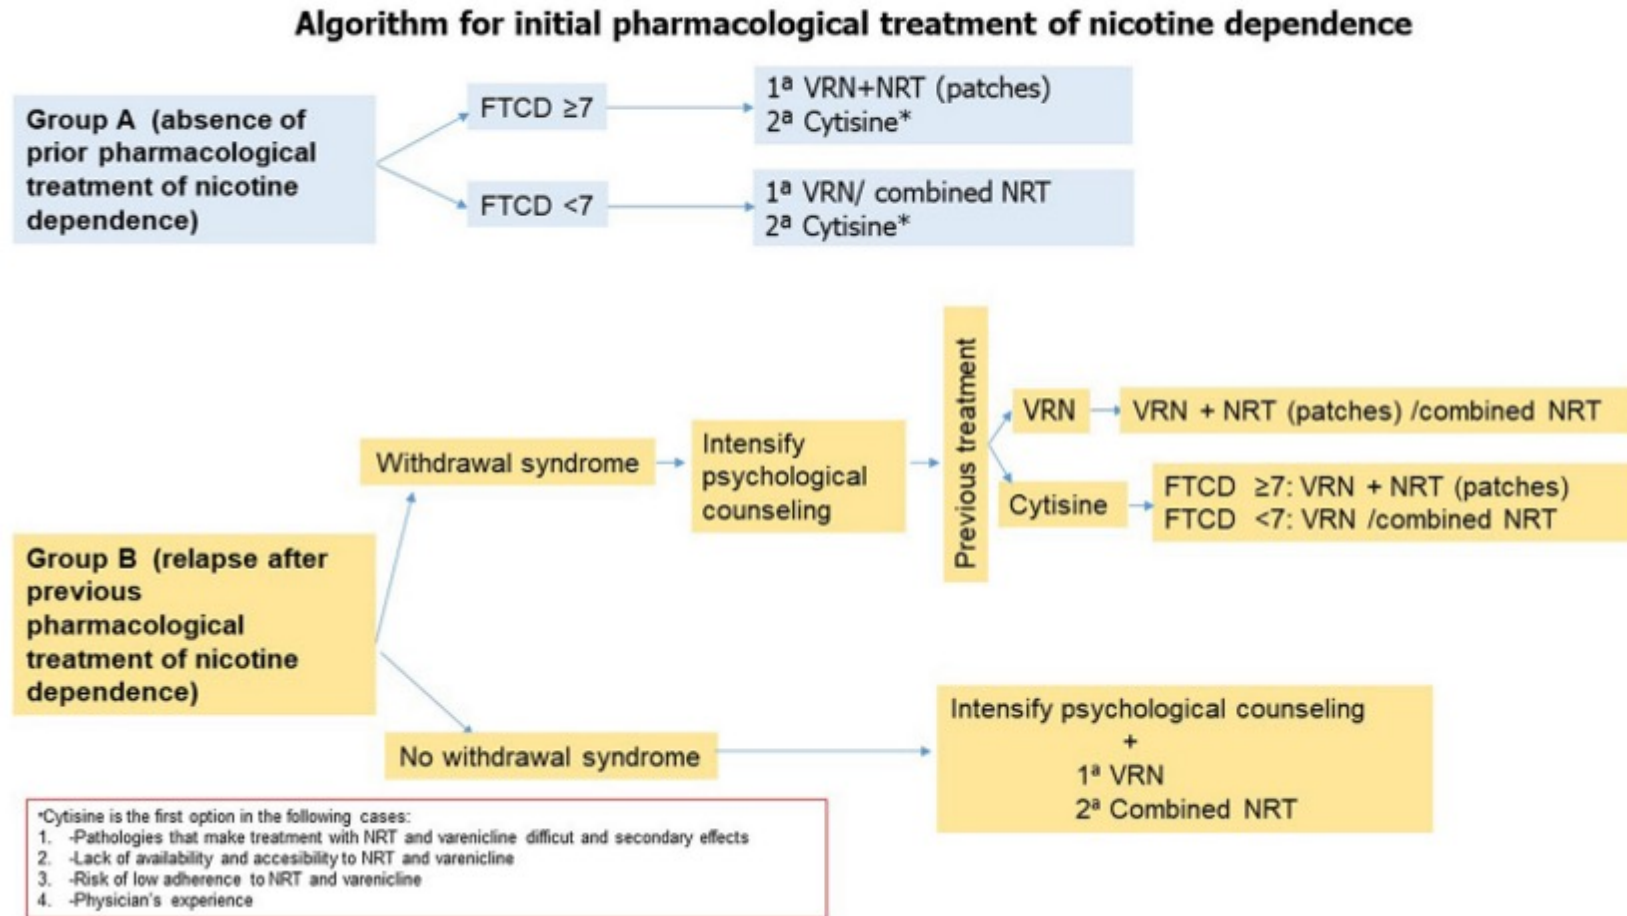 Algorithm for initial pharmacological treatment of nicotine dependence
Group A (absence of
prior pharmacological
treatment of nicotine
dependence)
FTCD ≥7
1ª VRN+NRT (patches)
2ª Cytisine*
FTCD <7
1ª VRN/ combined NRT
2ª Cytisine*
Group B (relapse after
previous
pharmacological
treatment of nicotine
dependence)
Withdrawal syndrome
Intensify
psychological
counseling
Previous treatment
VRN
VRN + NRT (patches) /combined NRT
Cytisine
FTCD ≥7: VRN + NRT (patches)
FTCD <7: VRN /combined NRT
No withdrawal syndrome
Intensify psychological counseling
+
1ª VRN
2ª Combined NRT
*Cytisine is the first option in the following cases:
1. -Pathologies that make treatment with NRT and varenicline difficut and secondary effects
2. -Lack of availability and accesibility to NRT and varenicline
3. -Risk of low adherence to NRT and varenicline
4. -Physician's experience